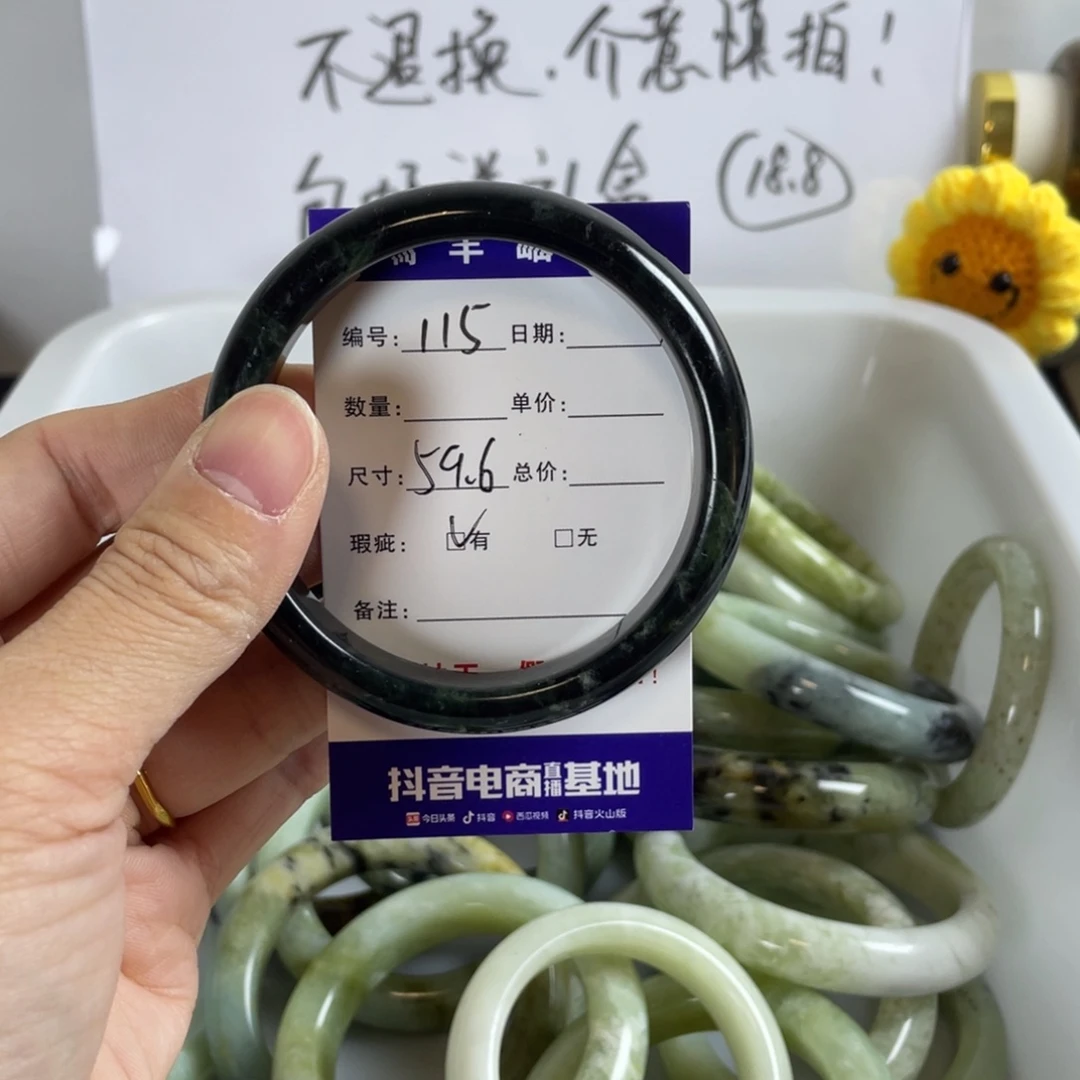 不退换.介意慎拍!
18.8
编号: 115 日期:
数量: 单价:
尺寸: 59.6 总价:
瑕疵: 有 无
备注:
抖音电商直播基地
今日头条 抖音 西瓜视频 抖音火山版